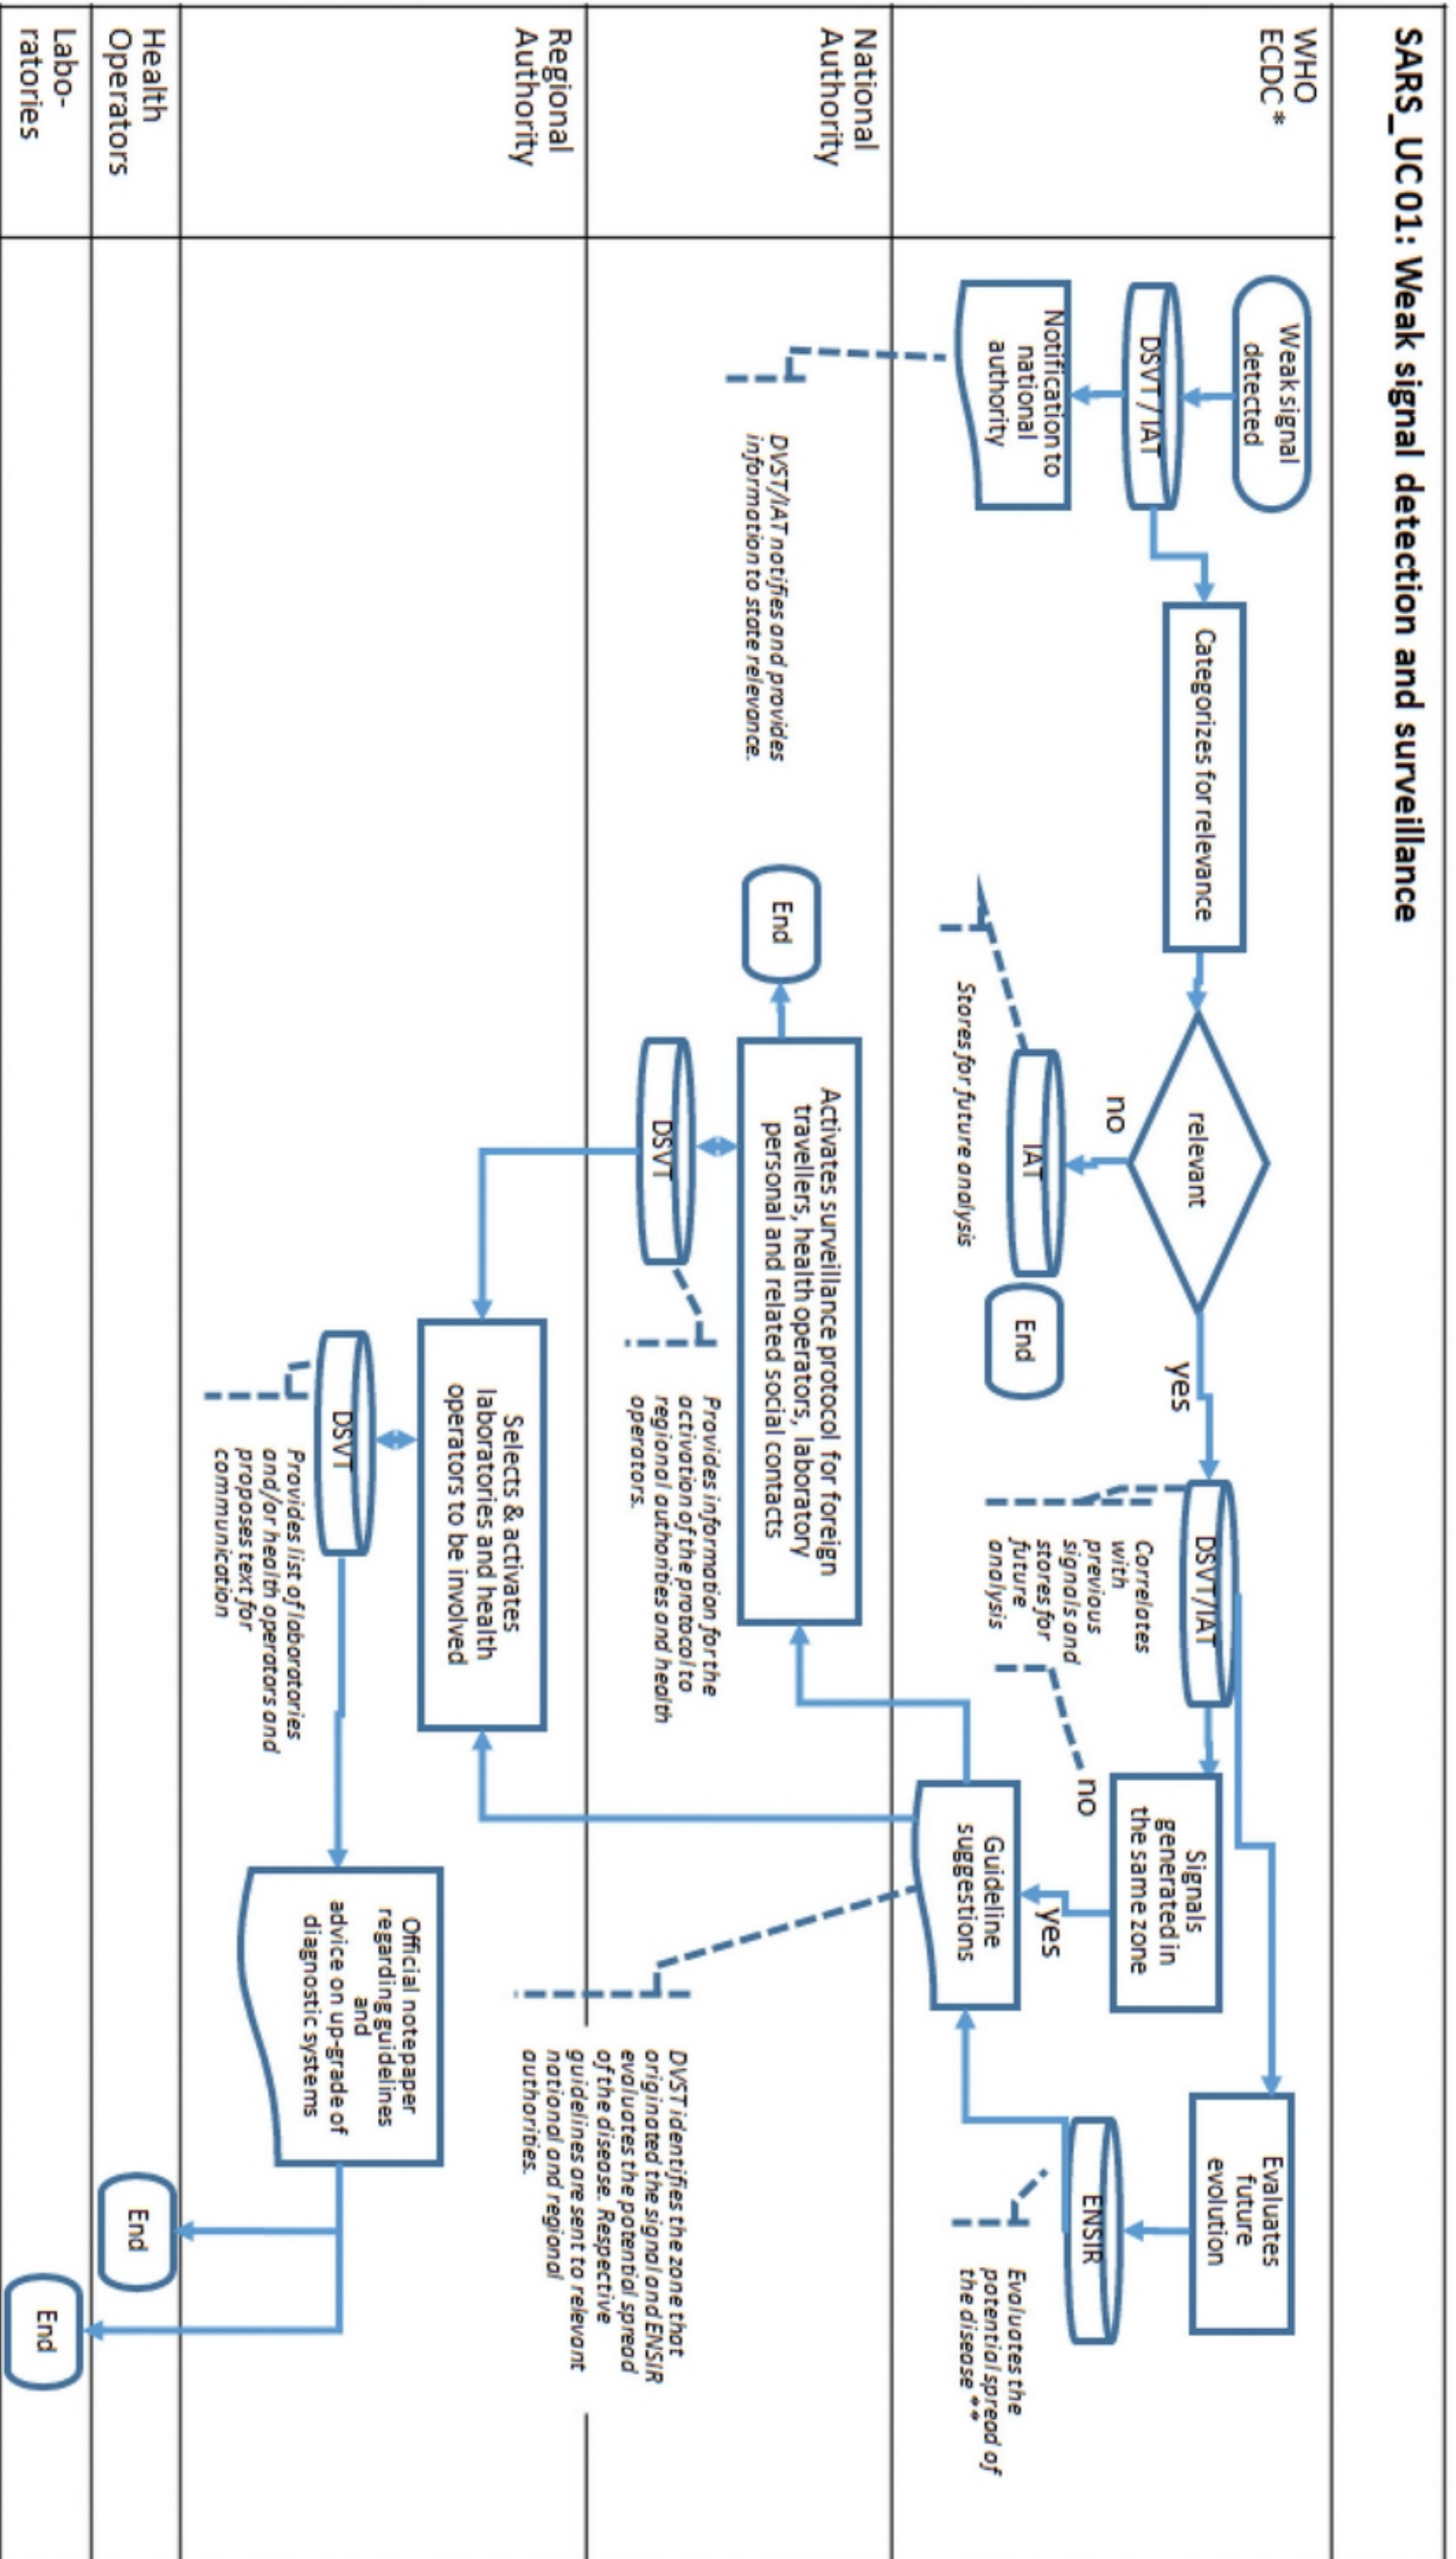 SARS_UC01: Weak signal detection and surveillance
WHO
ECDC *
Weak signal
detected
DSVT / IAT
Notification to
national
authority
Categorizes for relevance
relevant
no
IAT
End
Stores for future analysis
yes
DSVT/IAT
Correlates
with
previous
signals and
stores for
future
analysis
Signals
generated in
the same zone
no
yes
Guideline
suggestions
Evaluates
future
evolution
ENSIR
Evaluates the
potential spread of
the disease **
National
Authority
DVST/IAT notifies and provides
information to state relevance.
End
Activates surveillance protocol for foreign
travellers, health operators, laboratory
personal and related social contacts
DSVT
Provides information for the
activation of the protocol to
regional authorities and health
operators.
DVST identifies the zone that
originated the signal and ENSIR
evaluates the potential spread
of the disease. Respective
guidelines are sent to relevant
national and regional
authorities.
Regional
Authority
Selects & activates
laboratories and health
operators to be involved
DSVT
Provides list of laboratories
and/or health operators and
proposes text for
communication
Official notepaper
regarding guidelines
and
advice on up-grade of
diagnostic systems
Health
Operators
End
Labo-
ratories
End